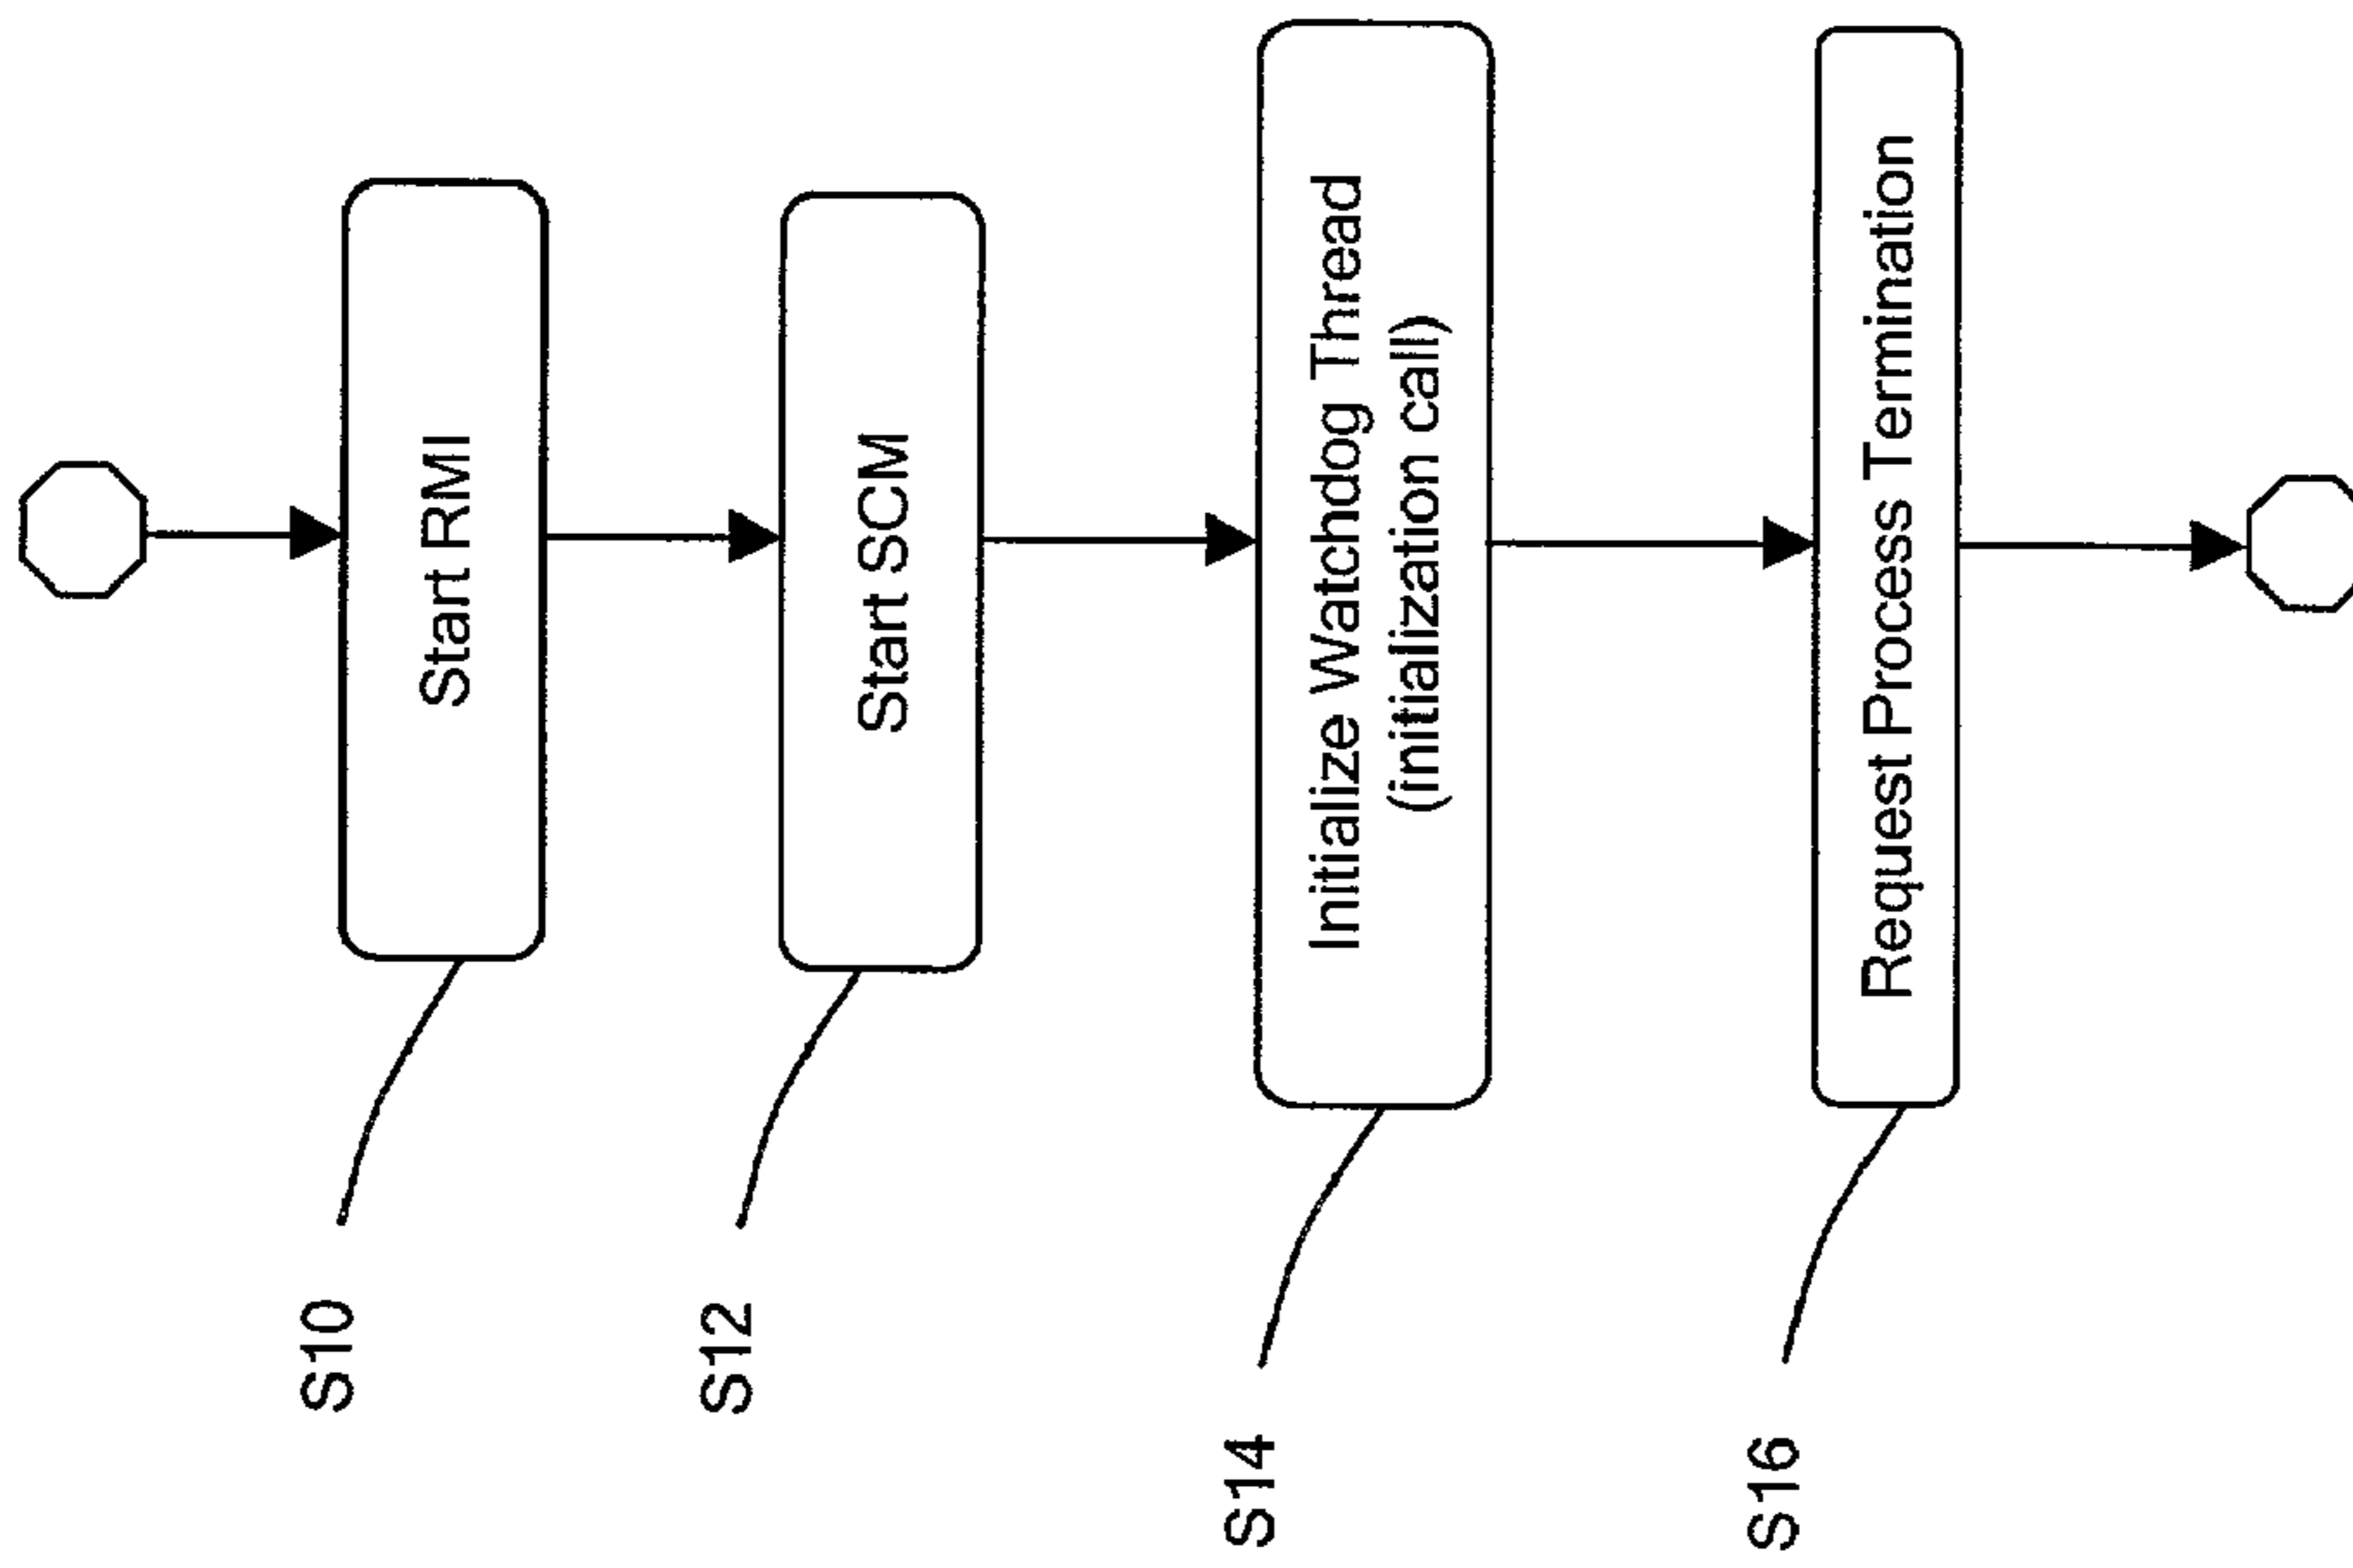 S10
Start RMI
S12
Start SCM
S14
Initialize Watchdog Thread
(initialization call)
S16
Request Process Termination